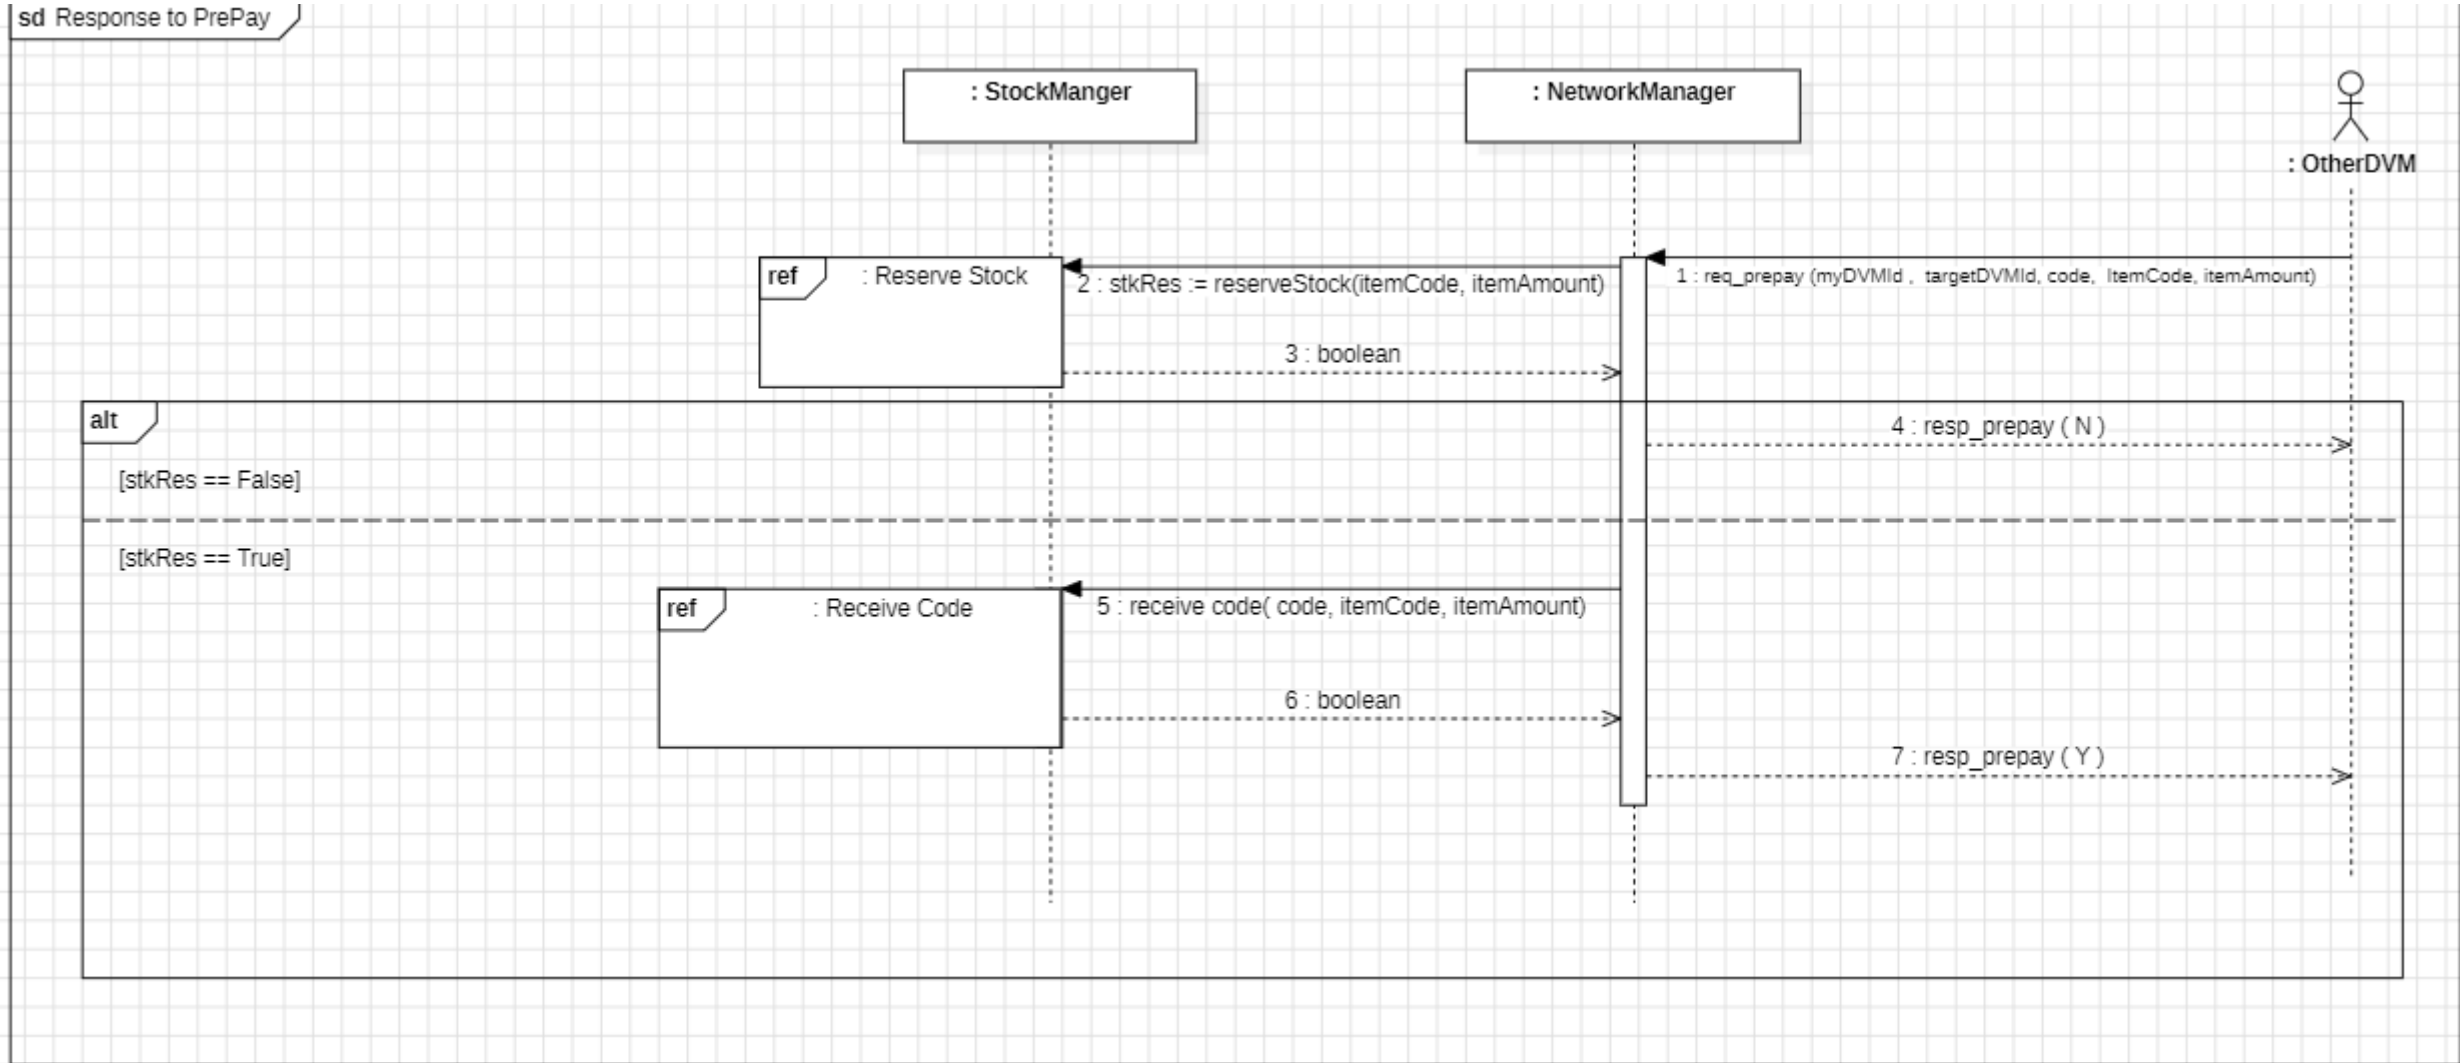 sd Response to PrePay
: StockManger
: NetworkManager
: OtherDVM
ref : Reserve Stock
1 : req_prepay (myDVMId , targetDVMId, code, ItemCode, itemAmount)
2 : stkRes := reserveStock(itemCode, itemAmount)
3 : boolean
alt
4 : resp_prepay ( N )
[stkRes == False]
[stkRes == True]
ref : Receive Code
5 : receive code( code, itemCode, itemAmount)
6 : boolean
7 : resp_prepay ( Y )